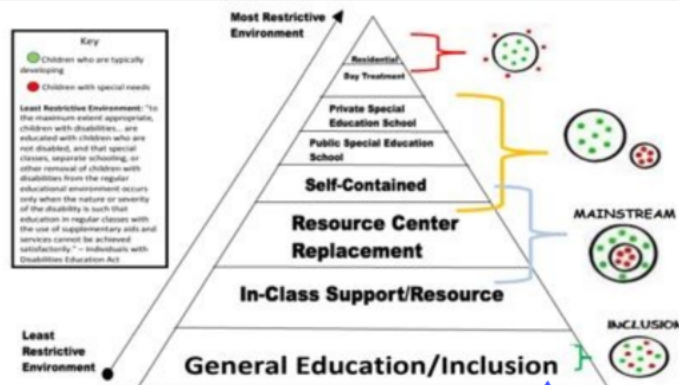 Most Restrictive
Environment
Key
Children who are typically
developing
Children with special needs
Least Restrictive Environment: "to
the maximum extent appropriate,
children with disabilities... are
educated with children who are
not disabled, and that special
classes, separate schooling, or
other removal of children with
disabilities from the regular
educational environment occurs
only when the nature or severity
of the disability is such that
education in regular classes with
the use of supplementary aids and
services cannot be achieved
satisfactorily." – Individuals with
Disabilities Education Act
Residential
Day Treatment
Private Special
Education School
Public Special Education
School
Self-Contained
Resource Center
Replacement
In-Class Support/Resource
General Education/Inclusion
MAINSTREAM
INCLUSION
Least
Restrictive
Environment